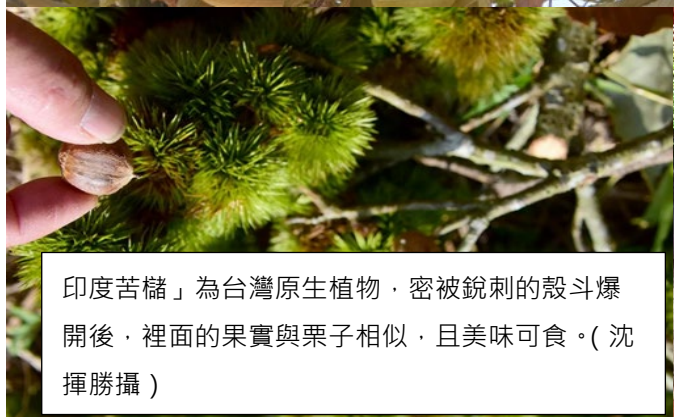 印度苦櫧」為台灣原生植物，密被銳刺的殼斗爆
開後，裡面的果實與栗子相似，且美味可食。(沈
揮勝攝)